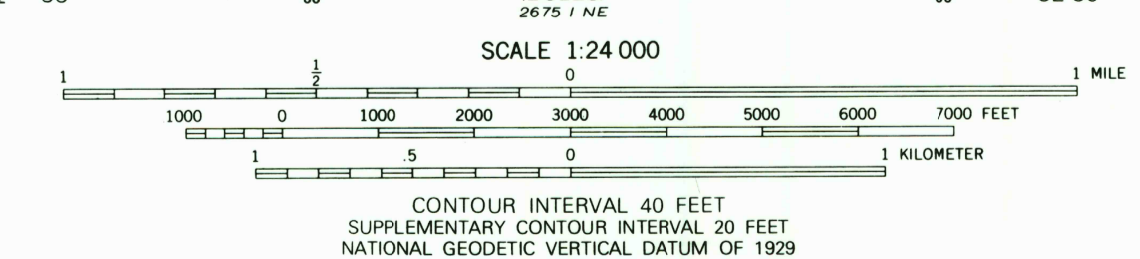 2675 I NE
SCALE 1:24 000
1 1/2 0 1 MILE
1000 0 1000 2000 3000 4000 5000 6000 7000 FEET
1 .5 0 1 KILOMETER
CONTOUR INTERVAL 40 FEET
SUPPLEMENTARY CONTOUR INTERVAL 20 FEET
NATIONAL GEODETIC VERTICAL DATUM OF 1929